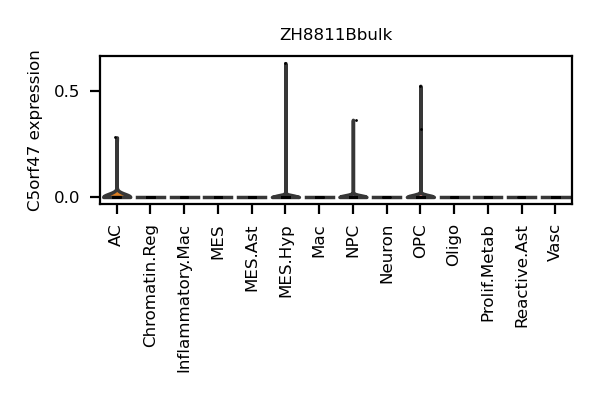 ZH8811Bbulk
C5orf47 expression
0.5
0.0
AC
Chromatin.Reg
Inflammatory.Mac
MES
MES.Ast
MES.Hyp
Mac
NPC
Neuron
OPC
Oligo
Prolif.Metab
Reactive.Ast
Vasc